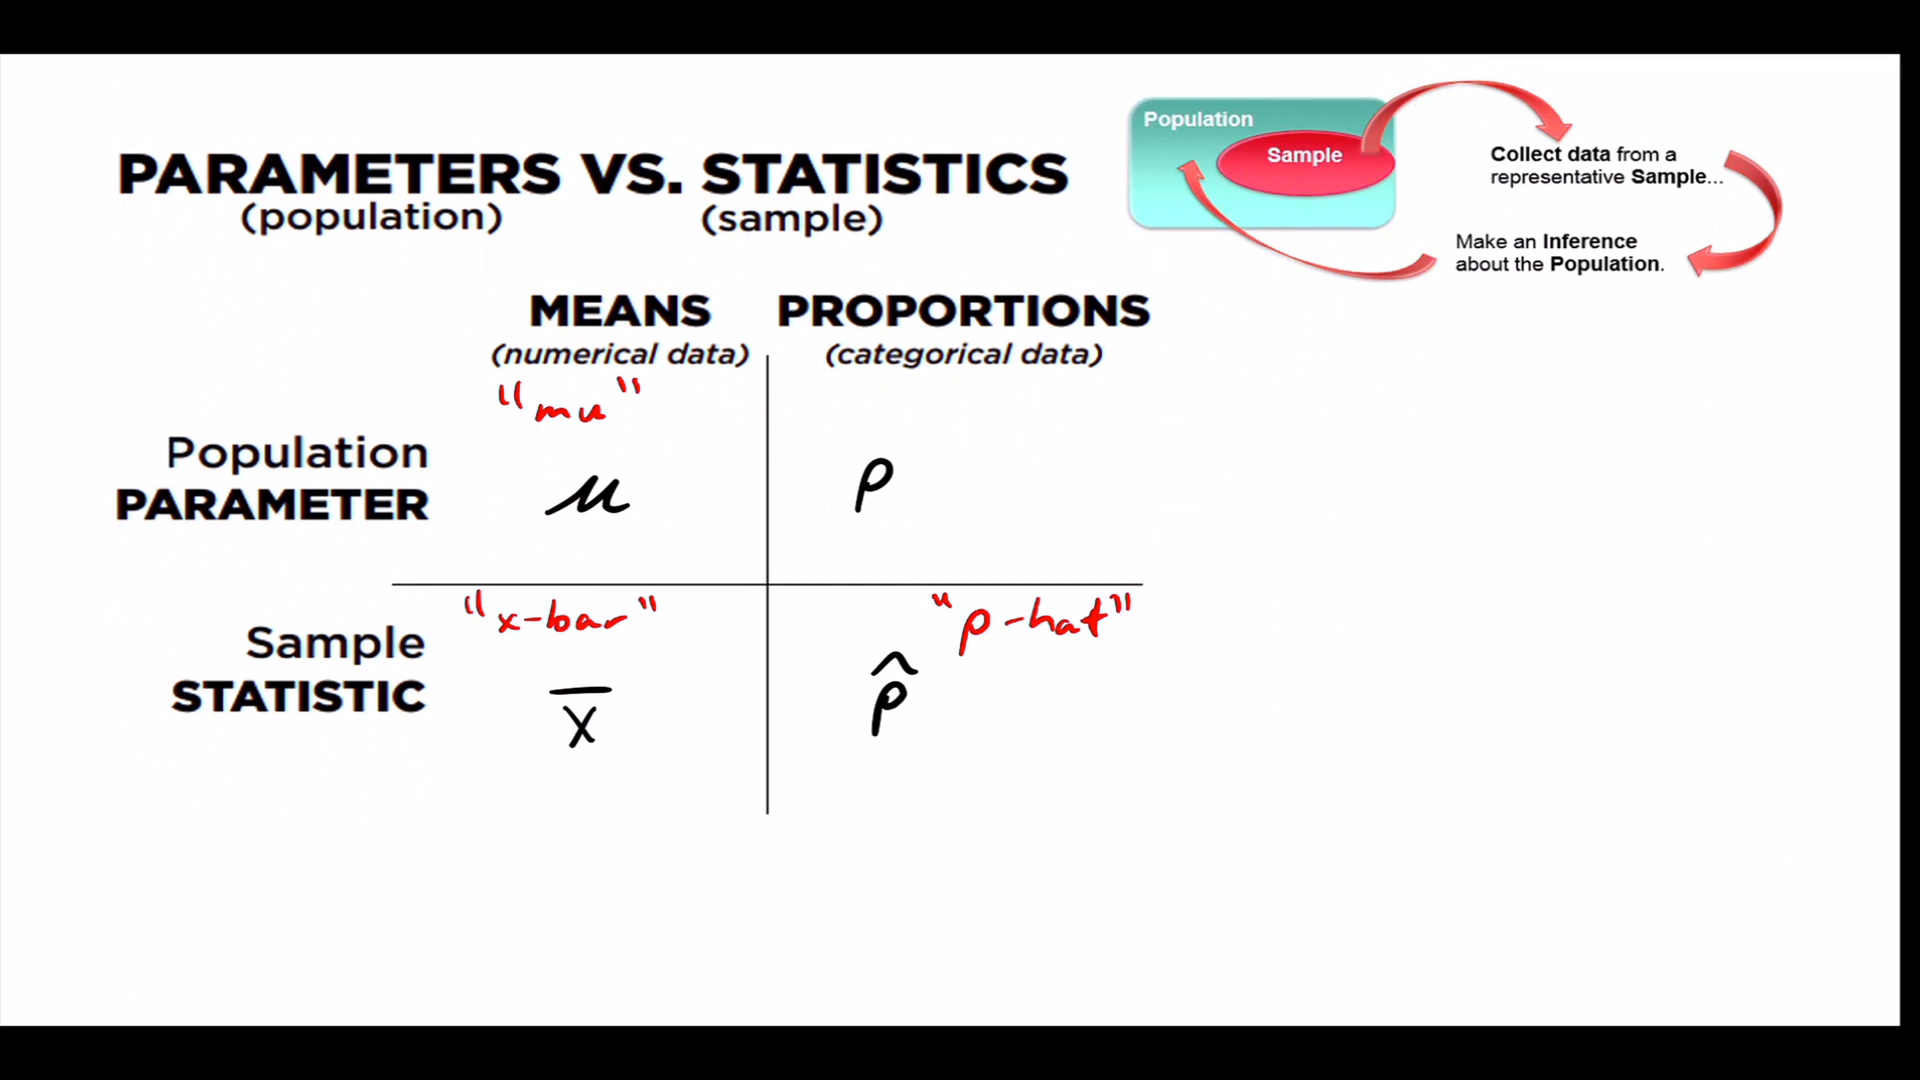 PARAMETERS VS. STATISTICS
(population) (sample)
Population
Sample
Collect data from a
representative Sample...
Make an Inference
about the Population.
MEANS PROPORTIONS
(numerical data) (categorical data)
"mu"
Population
PARAMETER
μ p
"x-bar" "p-hat"
Sample
STATISTIC
x̄ p̂